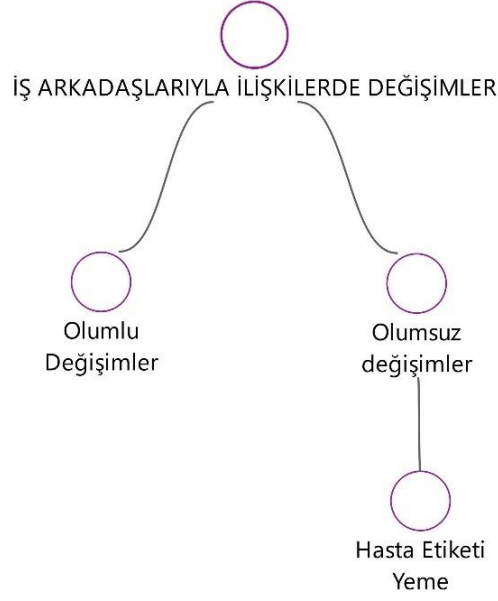 İŞ ARKADAŞLARIYLA İLİŞKİLERDE DEĞİŞİMLER
Olumlu
Değişimler
Olumsuz
değişimler
Hasta Etiketi
Yeme